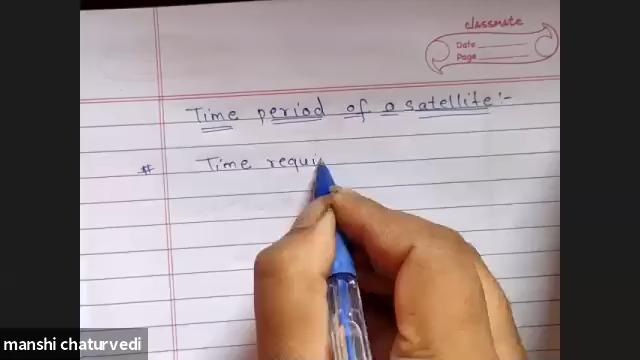 classmate
Date
Page
Time period of a satellite:-
# Time requi
manshi chaturvedi